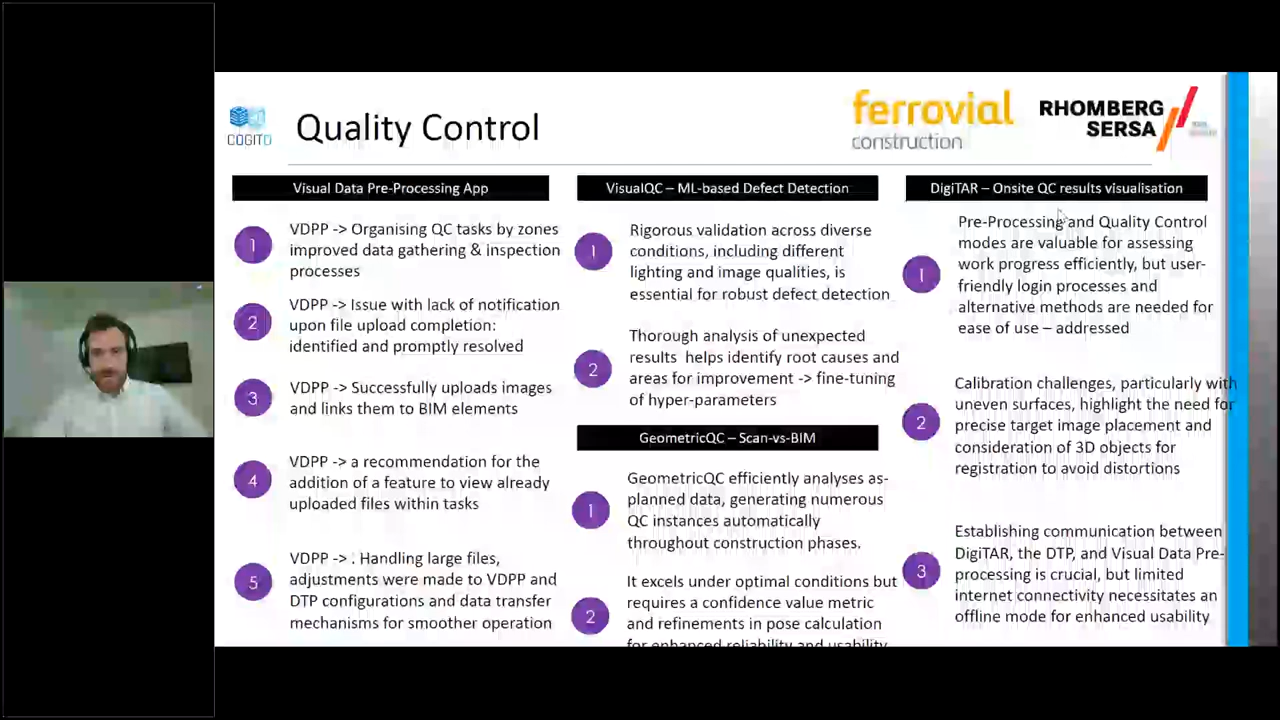 COGITO
Quality Control
ferrovial
construction
RHOMBERG
SERSA
Visual Data Pre-Processing App
1
VDPP -> Organising QC tasks by zones
improved data gathering & inspection
processes
2
VDPP -> Issue with lack of notification
upon file upload completion:
identified and promptly resolved
3
VDPP -> Successfully uploads images
and links them to BIM elements
4
VDPP -> a recommendation for the
addition of a feature to view already
uploaded files within tasks
5
VDPP ->: Handling large files,
adjustments were made to VDPP and
DTP configurations and data transfer
mechanisms for smoother operation
VisualQC – ML-based Defect Detection
1
Rigorous validation across diverse
conditions, including different
lighting and image qualities, is
essential for robust defect detection
2
Thorough analysis of unexpected
results helps identify root causes and
areas for improvement -> fine-tuning
of hyper-parameters
GeometricQC – Scan-vs-BIM
1
GeometricQC efficiently analyses as-
planned data, generating numerous
QC instances automatically
throughout construction phases.
2
It excels under optimal conditions but
requires a confidence value metric
and refinements in pose calculation
for enhanced reliability and usability
DigiTAR – Onsite QC results visualisation
1
Pre-Processing and Quality Control
modes are valuable for assessing
work progress efficiently, but user-
friendly login processes and
alternative methods are needed for
ease of use – addressed
2
Calibration challenges, particularly with
uneven surfaces, highlight the need for
precise target image placement and
consideration of 3D objects for
registration to avoid distortions
3
Establishing communication between
DigiTAR, the DTP, and Visual Data Pre-
processing is crucial, but limited
internet connectivity necessitates an
offline mode for enhanced usability